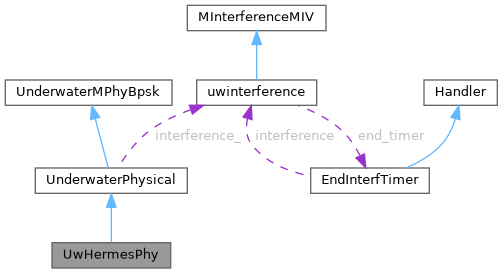 MInterferenceMIV
UnderwaterMPhyBpsk
uwinterference
Handler
interference_
interference
end_timer
UnderwaterPhysical
EndInterfTimer
UwHermesPhy